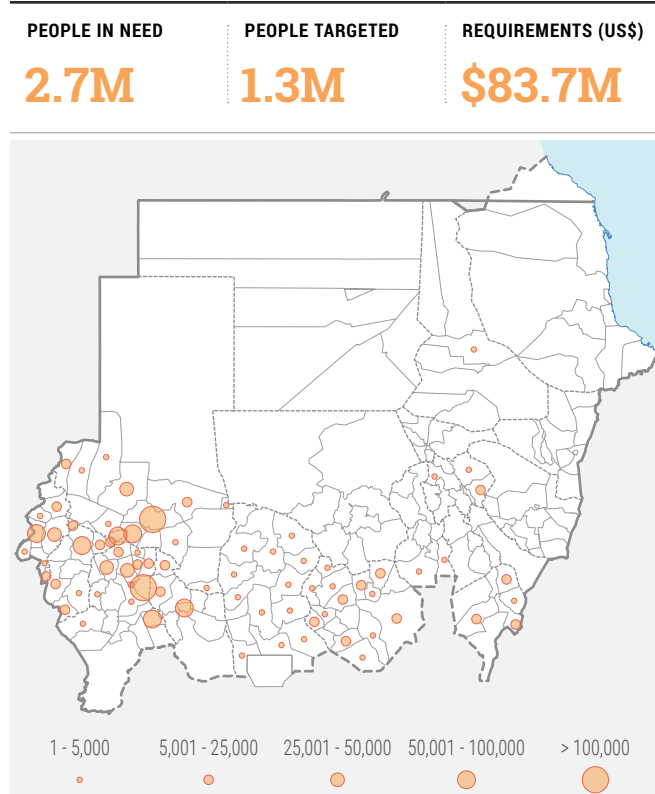 PEOPLE IN NEED PEOPLE TARGETED REQUIREMENTS (US$)
2.7M 1.3M $83.7M
1 - 5,000 5,001 - 25,000 25,001 - 50,000 50,001 - 100,000 > 100,000